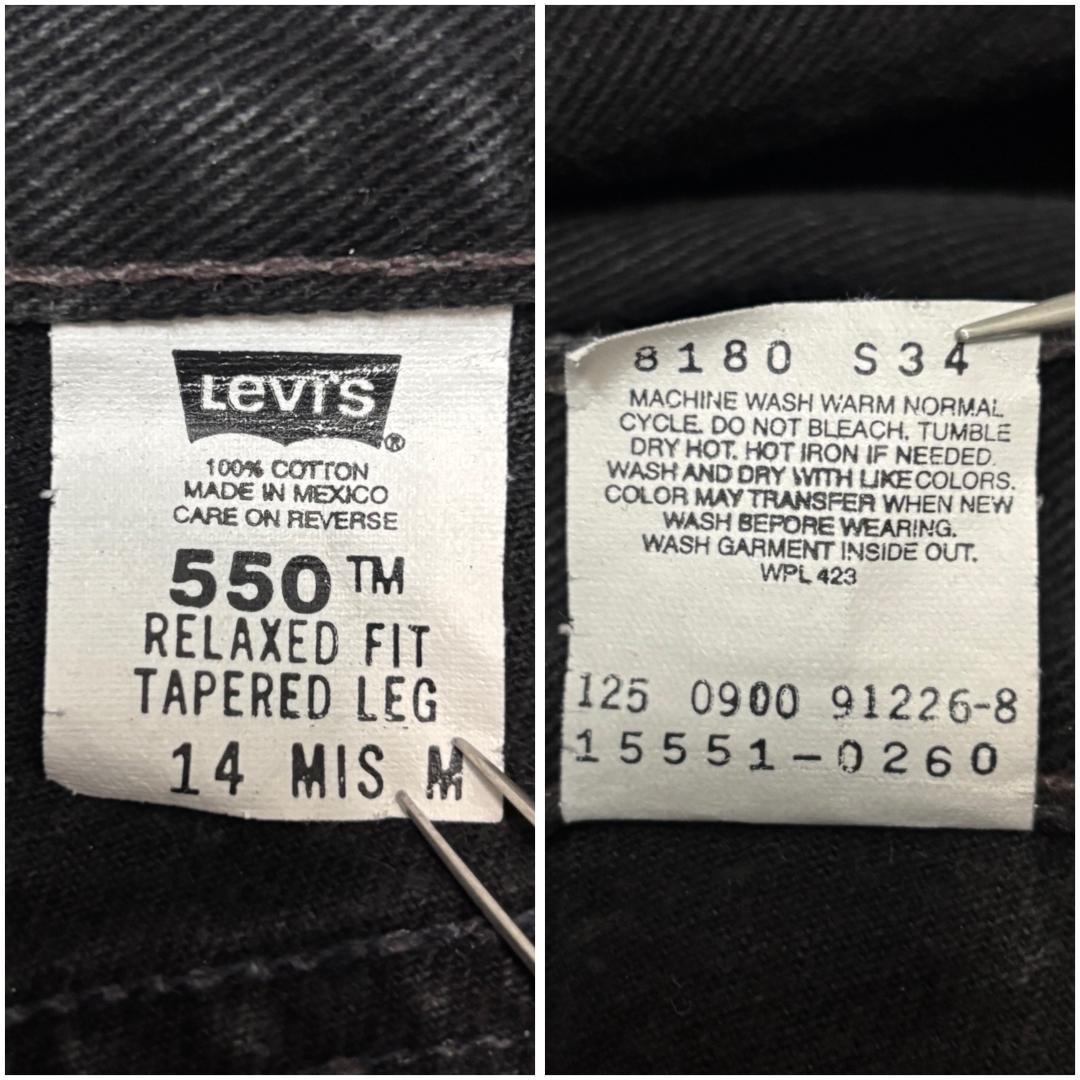 Levi's®
100% COTTON
MADE IN MEXICO
CARE ON REVERSE
550™
RELAXED FIT
TAPERED LEG
14 MIS M
8180 S34
MACHINE WASH WARM NORMAL
CYCLE. DO NOT BLEACH. TUMBLE
DRY HOT. HOT IRON IF NEEDED.
WASH AND DRY WITH LIKE COLORS.
COLOR MAY TRANSFER WHEN NEW
WASH BEFORE WEARING.
WASH GARMENT INSIDE OUT.
WPL 423
125 0900 91226-8
15551-0260